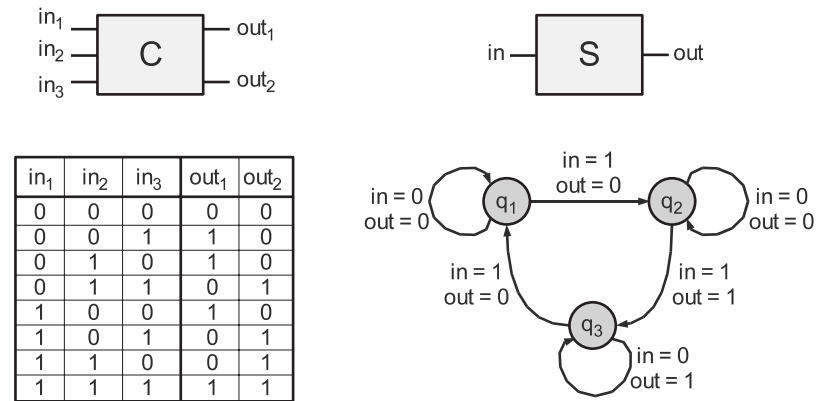 in₁
in₂
in₃
C
out₁
out₂
in
S
out
in₁ in₂ in₃ out₁ out₂
0 0 0 0 0
0 0 1 1 0
0 1 0 1 0
0 1 1 0 1
1 0 0 1 0
1 0 1 0 1
1 1 0 0 1
1 1 1 1 1
in = 1
out = 0
in = 0
out = 0
q₁
q₂
in = 0
out = 0
in = 1
out = 0
in = 1
out = 1
q₃
in = 0
out = 1